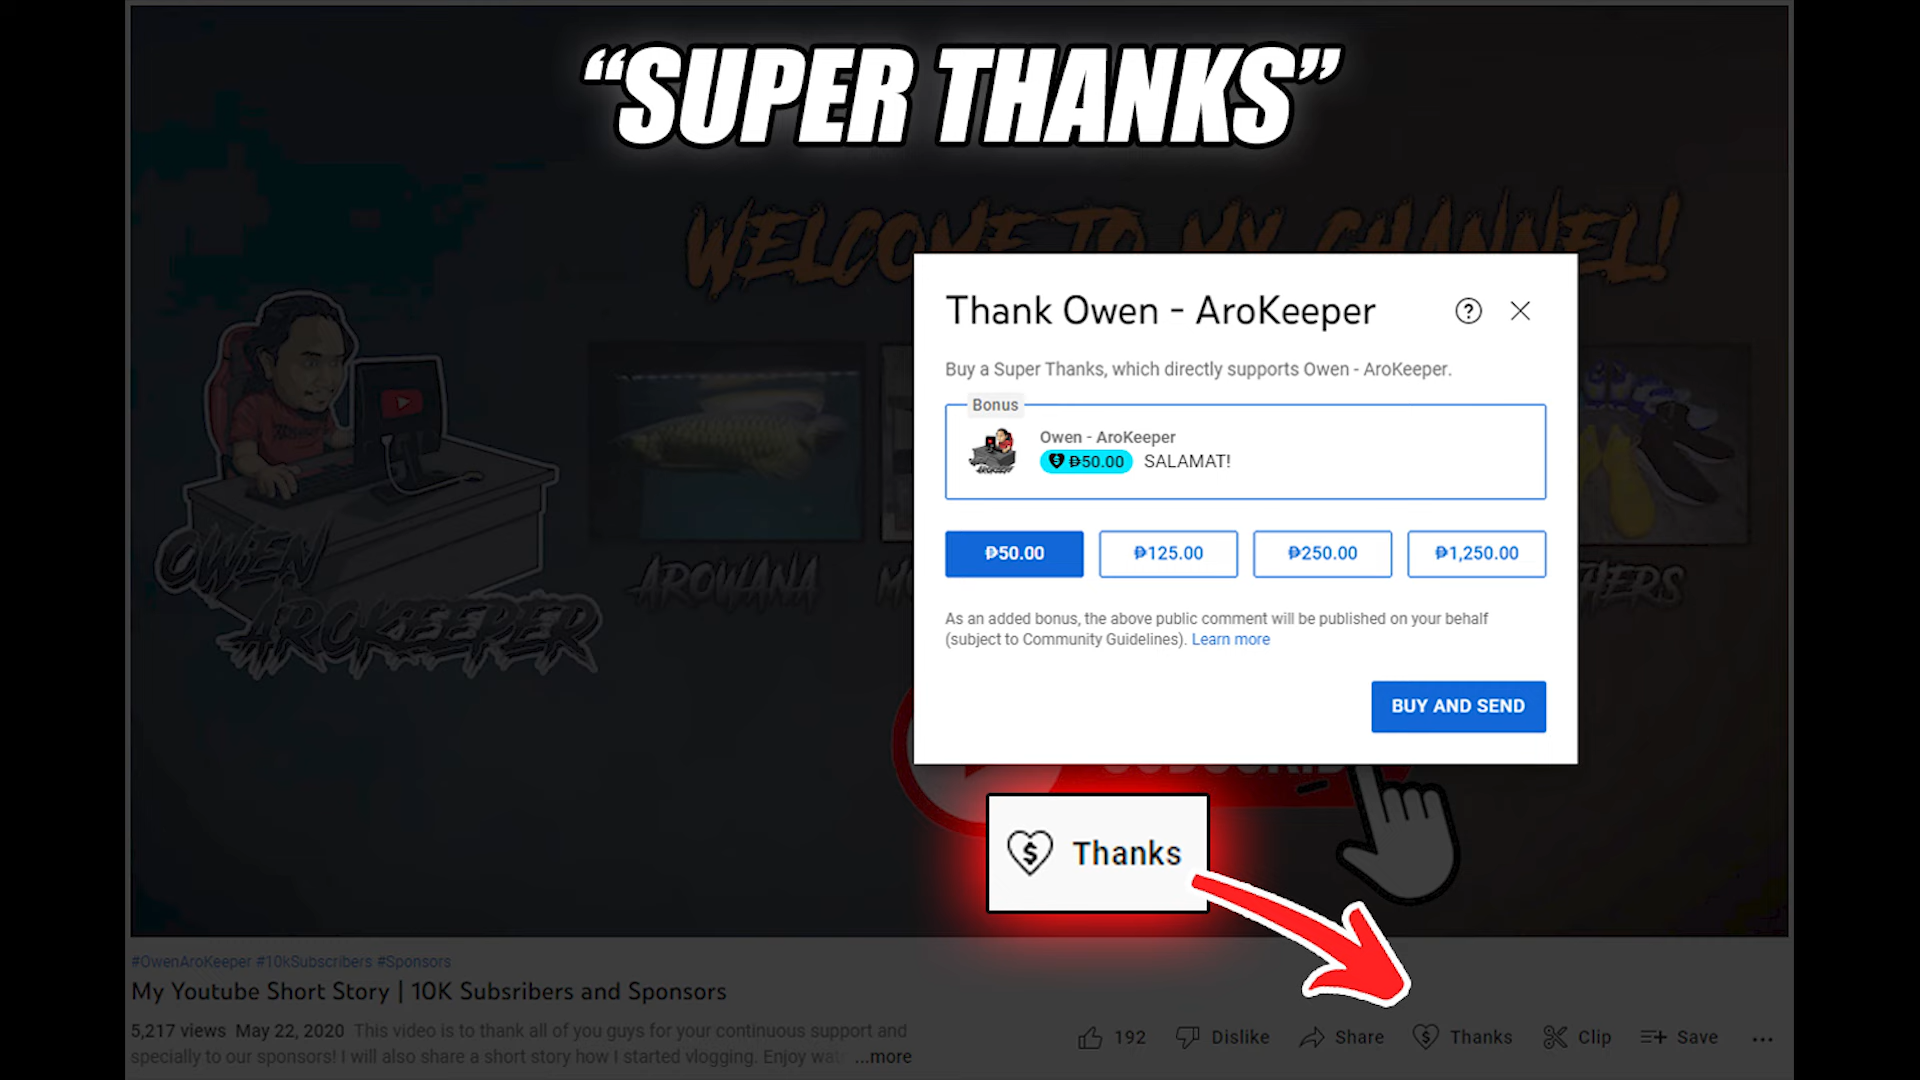 “SUPER THANKS”
WELCOME TO MY CHANNEL!
Thank Owen - AroKeeper
Buy a Super Thanks, which directly supports Owen - AroKeeper.
Bonus
Owen - AroKeeper
₱50.00 SALAMAT!
₱50.00 ₱125.00 ₱250.00 ₱1,250.00
As an added bonus, the above public comment will be published on your behalf
(subject to Community Guidelines). Learn more
BUY AND SEND
OWEN
AROKEEPER
AROWANA
Thanks
#OwenAroKeeper #10kSubscribers #Sponsors
My Youtube Short Story | 10K Subsribers and Sponsors
5,217 views May 22, 2020 This video is to thank all of you guys for your continuous support and
specially to our sponsors! I will also share a short story how I started vlogging. Enjoy ...more
192 Dislike Share Thanks Clip Save